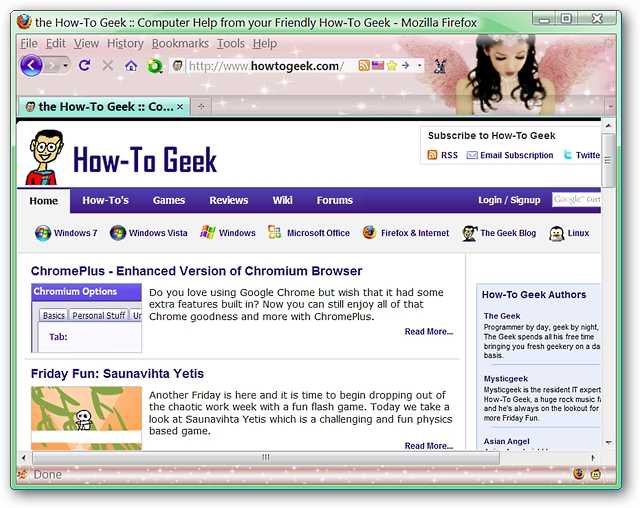 the How-To Geek :: Computer Help from your Friendly How-To Geek - Mozilla Firefox
File Edit View History Bookmarks Tools Help
http://www.howtogeek.com/
the How-To Geek :: Co...
How-To Geek
Subscribe to How-To Geek
RSS Email Subscription Twitte
Home How-To's Games Reviews Wiki Forums Login / Signup Google
Windows 7 Windows Vista Windows Microsoft Office Firefox & Internet The Geek Blog Linux
ChromePlus - Enhanced Version of Chromium Browser
Chromium Options
Basics Personal Stuff Un
Tab:
Do you love using Google Chrome but wish that it had some
extra features built in? Now you can still enjoy all of that
Chrome goodness and more with ChromePlus.
Read More...
Friday Fun: Saunavihta Yetis
Another Friday is here and it is time to begin dropping out of
the chaotic work week with a fun flash game. Today we take a
look at Saunavihta Yetis which is a challenging and fun physics
based game.
Read More...
How-To Geek Authors
The Geek
Programmer by day, geek by night,
The Geek spends all his free time
bringing you fresh geekery on a da
basis.
Mysticgeek
Mysticgeek is the resident IT expert
How-To Geek, a huge rock music fa
and he's always on the lookout for
more Friday Fun.
Asian Angel
Done